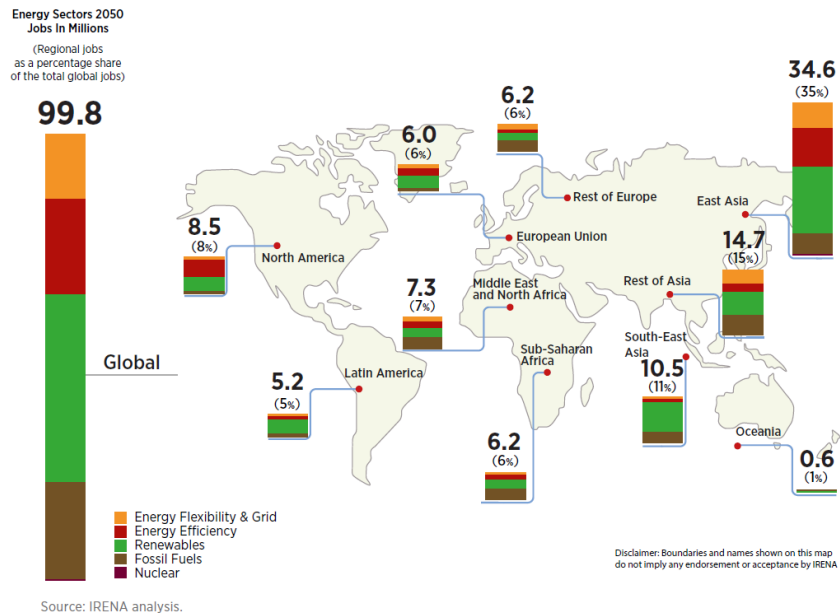 Energy Sectors 2050
Jobs In Millions
(Regional jobs
as a percentage share
of the total global jobs)
99.8
Global
Energy Flexibility & Grid
Energy Efficiency
Renewables
Fossil Fuels
Nuclear
8.5
(8%)
North America
5.2
(5%)
Latin America
6.0
(6%)
European Union
6.2
(6%)
Rest of Europe
7.3
(7%)
Middle East
and North Africa
6.2
(6%)
Sub-Saharan
Africa
34.6
(35%)
East Asia
14.7
(15%)
Rest of Asia
South-East
Asia
10.5
(11%)
Oceania
0.6
(1%)
Disclaimer: Boundaries and names shown on this map
do not imply any endorsement or acceptance by IRENA
Source: IRENA analysis.